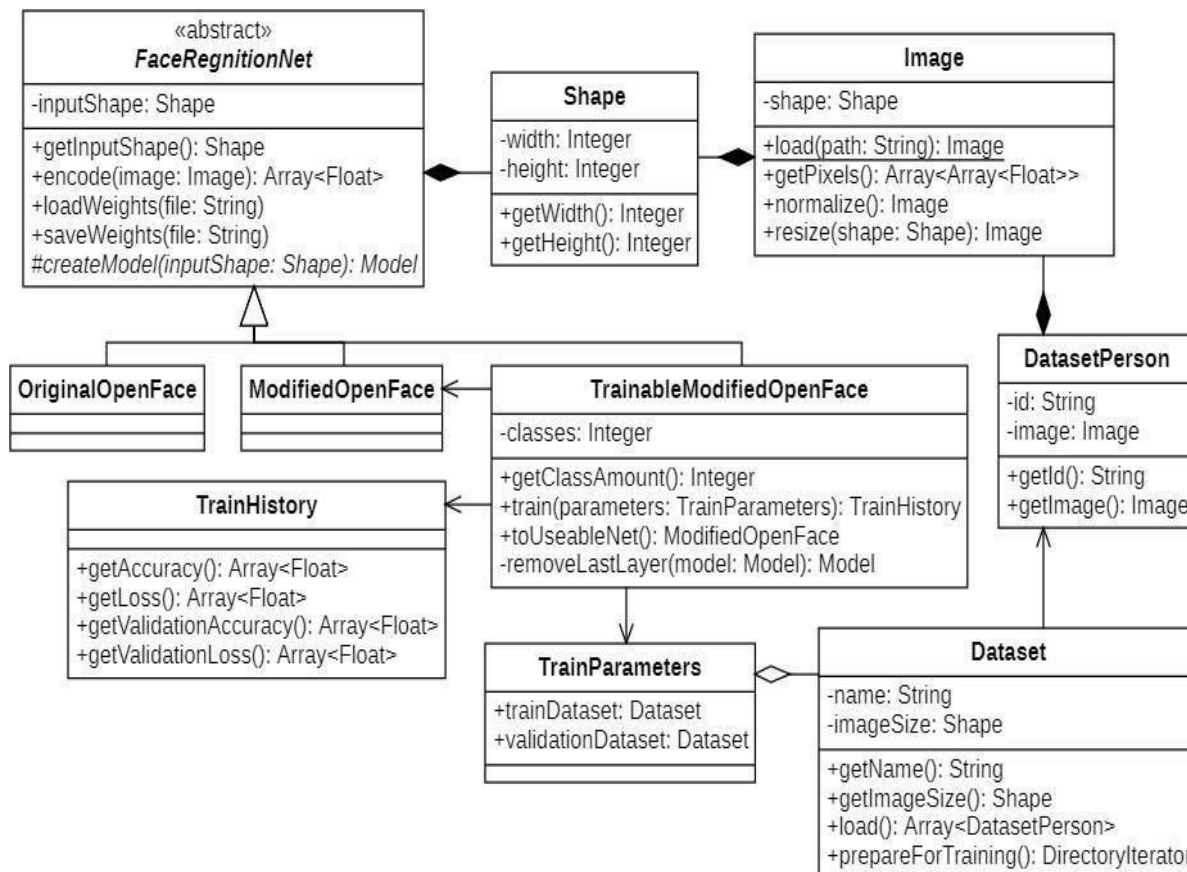 «abstract»
FaceRegnitionNet
-inputShape: Shape
+getInputShape(): Shape
+encode(image: Image): Array<Float>
+loadWeights(file: String)
+saveWeights(file: String)
#createModel(inputShape: Shape): Model
Shape
-width: Integer
-height: Integer
+getWidth(): Integer
+getHeight(): Integer
Image
-shape: Shape
+load(path: String): Image
+getPixels(): Array<Array<Float>>
+normalize(): Image
+resize(shape: Shape): Image
OriginalOpenFace
ModifiedOpenFace
TrainableModifiedOpenFace
-classes: Integer
+getClassAmount(): Integer
+train(parameters: TrainParameters): TrainHistory
+toUseableNet(): ModifiedOpenFace
-removeLastLayer(model: Model): Model
DatasetPerson
-id: String
-image: Image
+getId(): String
+getImage(): Image
TrainHistory
+getAccuracy(): Array<Float>
+getLoss(): Array<Float>
+getValidationAccuracy(): Array<Float>
+getValidationLoss(): Array<Float>
TrainParameters
+trainDataset: Dataset
+validationDataset: Dataset
Dataset
-name: String
-imageSize: Shape
+getName(): String
+getImageSize(): Shape
+load(): Array<DatasetPerson>
+prepareForTraining(): DirectoryIterator